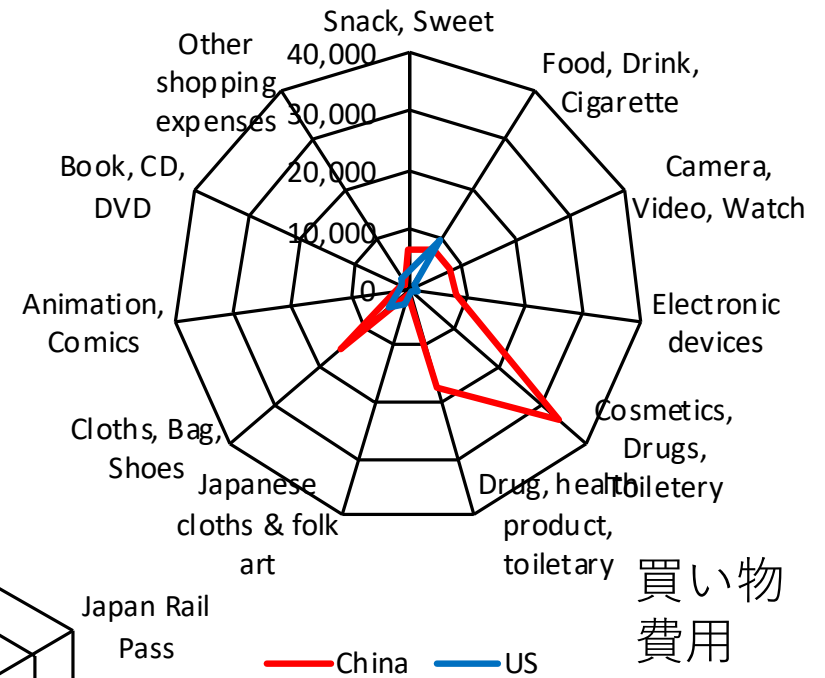 Snack, Sweet
Food, Drink,
Cigarette
Camera,
Video, Watch
Electronic
devices
Cosmetics,
Drugs,
Toiletery
Drug, health
product,
toiletary
Japanese
cloths & folk
art
Cloths, Bag,
Shoes
Animation,
Comics
Book, CD,
DVD
Other
shopping
expenses
40,000
30,000
20,000
10,000
0
買い物
費用
Japan Rail
Pass
China
US